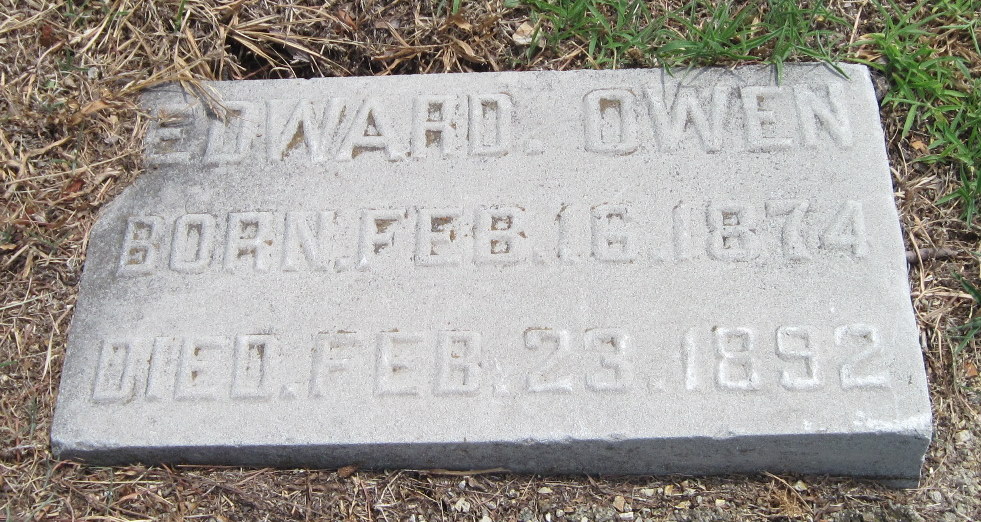 EDWARD. OWEN
BORN.FEB.16.1874
DIED.FEB.23.1892